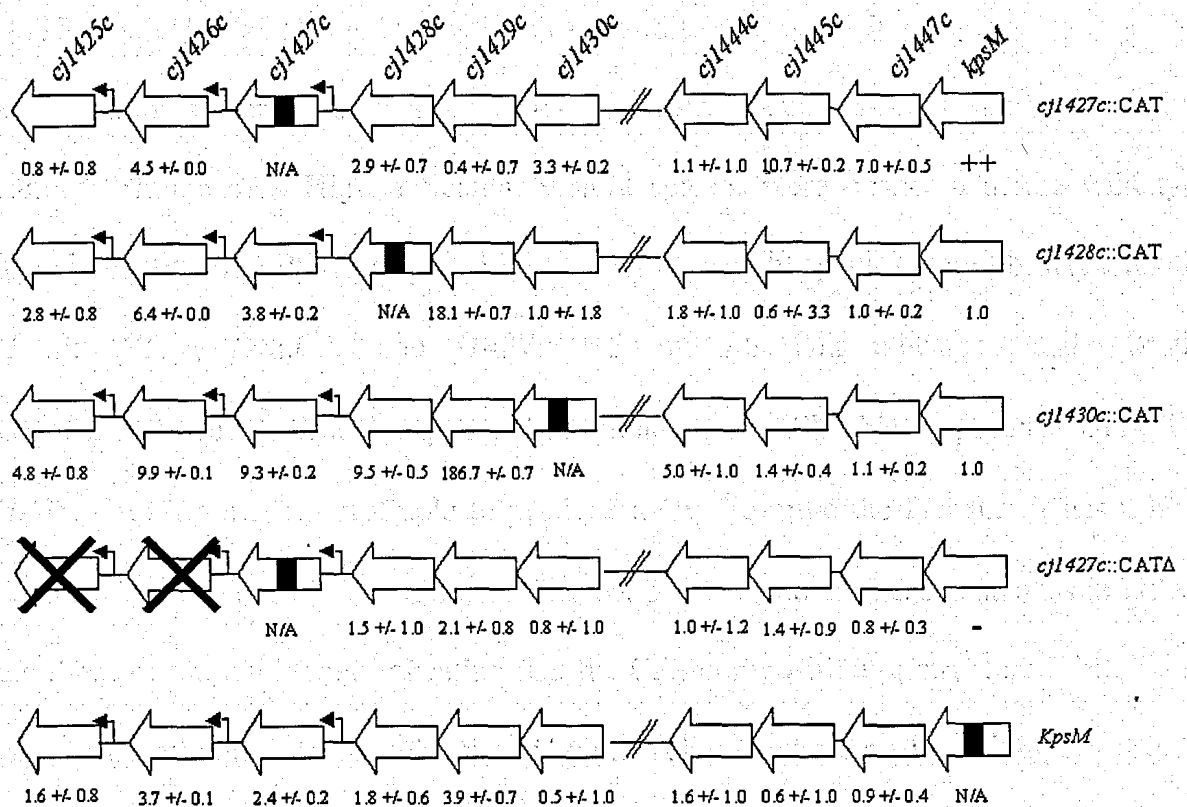 cj1425c cj1426c cj1427c cj1428c cj1429c cj1430c cj1444c cj1445c cj1447c kpsM
cj1427c::CAT
0.8 +/- 0.8 4.5 +/- 0.0 N/A 2.9 +/- 0.7 0.4 +/- 0.7 3.3 +/- 0.2 1.1 +/- 1.0 10.7 +/- 0.2 7.0 +/- 0.5 ++
cj1428c::CAT
2.8 +/- 0.8 6.4 +/- 0.0 3.8 +/- 0.2 N/A 18.1 +/- 0.7 1.0 +/- 1.8 1.8 +/- 1.0 0.6 +/- 3.3 1.0 +/- 0.2 1.0
cj1430c::CAT
4.8 +/- 0.8 9.9 +/- 0.1 9.3 +/- 0.2 9.5 +/- 0.5 186.7 +/- 0.7 N/A 5.0 +/- 1.0 1.4 +/- 0.4 1.1 +/- 0.2 1.0
cj1427c::CATΔ
N/A 1.5 +/- 1.0 2.1 +/- 0.8 0.8 +/- 1.0 1.0 +/- 1.2 1.4 +/- 0.9 0.8 +/- 0.3 -
KpsM
1.6 +/- 0.8 3.7 +/- 0.1 2.4 +/- 0.2 1.8 +/- 0.6 3.9 +/- 0.7 0.5 +/- 1.0 1.6 +/- 1.0 0.6 +/- 1.0 0.9 +/- 0.4 N/A